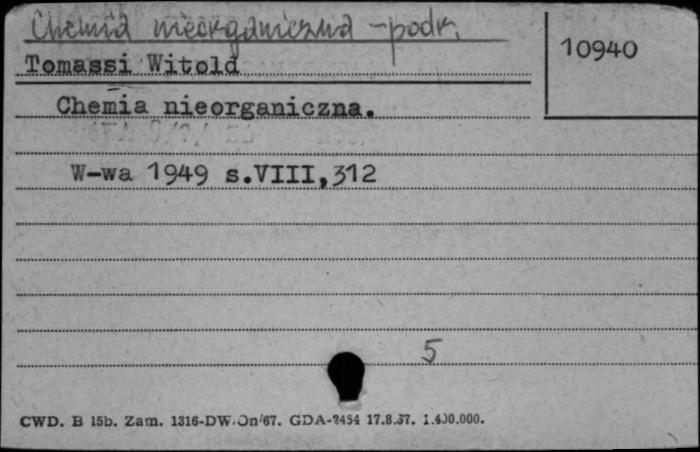 Chemia nieorganiczna - podr.
10940
Tomassi Witold
Chemia nieorganiczna.
W-wa 1949 s.VIII,312
5
CWD. B 15b. Zam. 1316-DW.On/67. GDA-2454 17.8.67. 1.400.000.